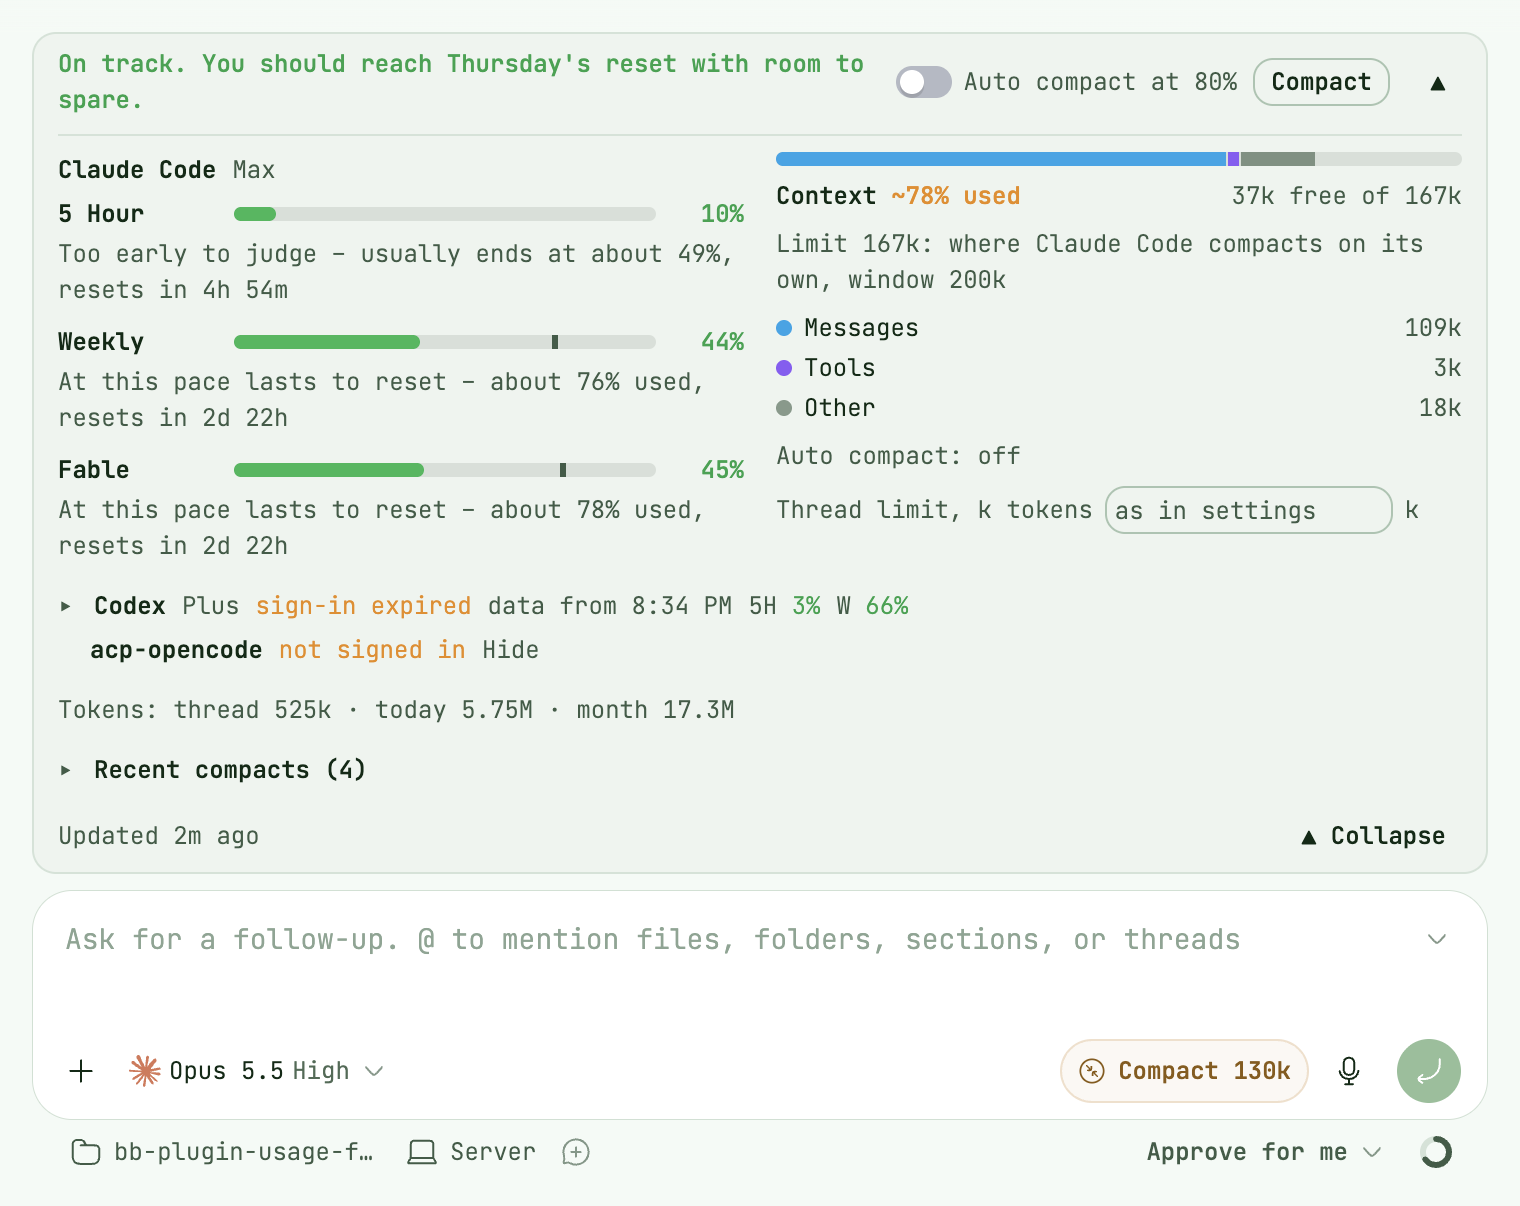 On track. You should reach Thursday's reset with room to
spare.
Auto compact at 80%
Compact
▲
Claude Code Max
5 Hour 10%
Too early to judge – usually ends at about 49%,
resets in 4h 54m
Weekly 44%
At this pace lasts to reset – about 76% used,
resets in 2d 22h
Fable 45%
At this pace lasts to reset – about 78% used,
resets in 2d 22h
Context ~78% used 37k free of 167k
Limit 167k: where Claude Code compacts on its
own, window 200k
Messages 109k
Tools 3k
Other 18k
Auto compact: off
Thread limit, k tokens as in settings k
▸ Codex Plus sign-in expired data from 8:34 PM 5H 3% W 66%
acp-opencode not signed in Hide
Tokens: thread 525k · today 5.75M · month 17.3M
▸ Recent compacts (4)
Updated 2m ago
▲ Collapse
Ask for a follow-up. @ to mention files, folders, sections, or threads
Opus 5.5 High
Compact 130k
bb-plugin-usage-f…
Server
Approve for me